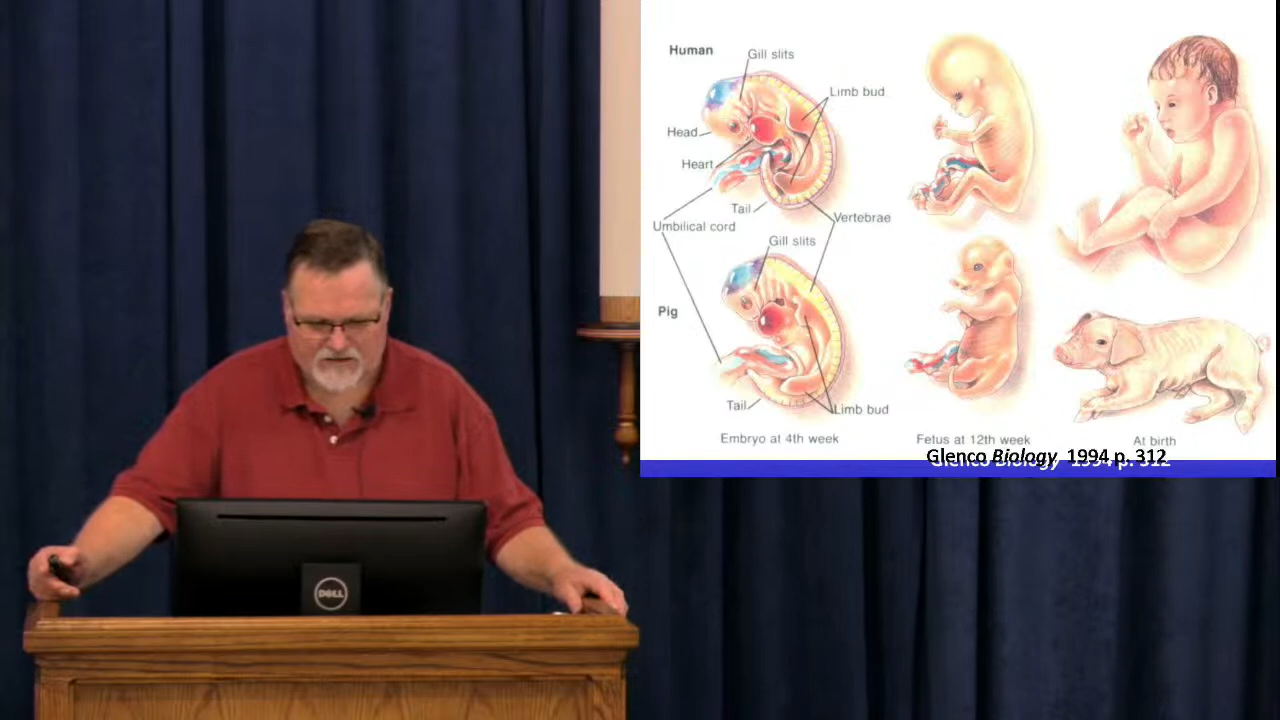 Human
Gill slits
Limb bud
Head
Heart
Tail
Umbilical cord
Vertebrae
Gill slits
Pig
Tail
Limb bud
Embryo at 4th week
Fetus at 12th week
At birth
Glenco Biology 1994 p. 312
DELL